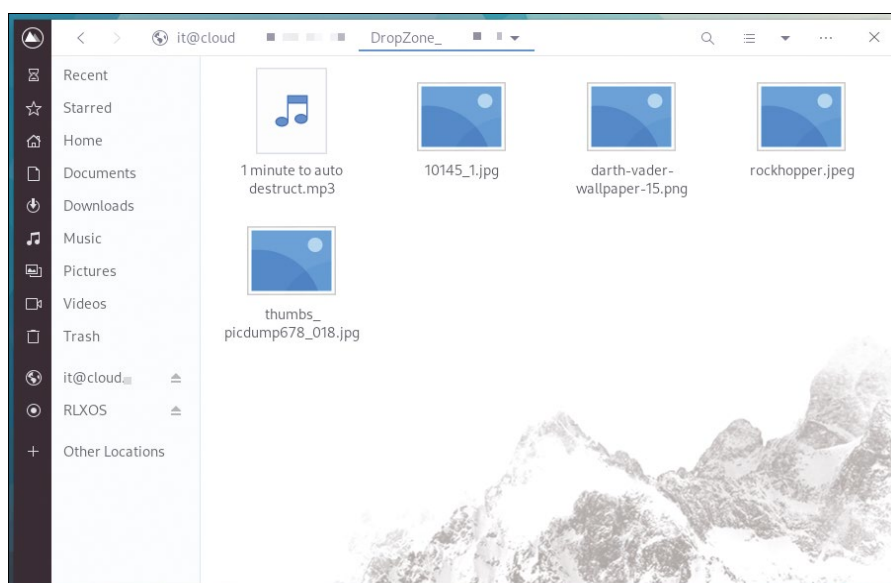 it@cloud DropZone_
Recent
Starred
Home
Documents
Downloads
Music
Pictures
Videos
Trash
it@cloud.
RLXOS
Other Locations
1 minute to auto
destruct.mp3
10145_1.jpg
darth-vader-
wallpaper-15.png
rockhopper.jpeg
thumbs_
picdump678_018.jpg